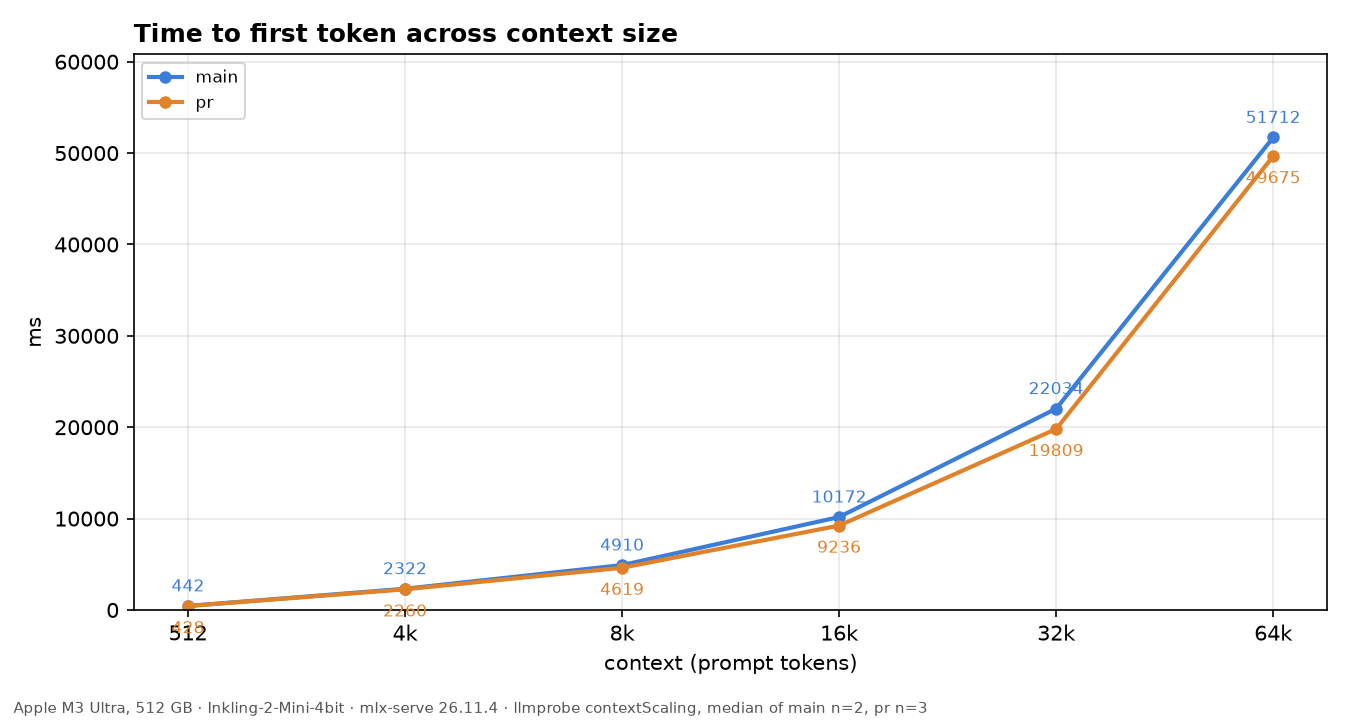 Time to first token across context size
60000
50000
40000
30000
20000
10000
0
ms
main
pr
442
2322
4910
10172
22034
51712
428
2260
4619
9236
19809
49675
512
4k
8k
16k
32k
64k
context (prompt tokens)
Apple M3 Ultra, 512 GB · Inkling-2-Mini-4bit · mlx-serve 26.11.4 · llmprobe contextScaling, median of main n=2, pr n=3